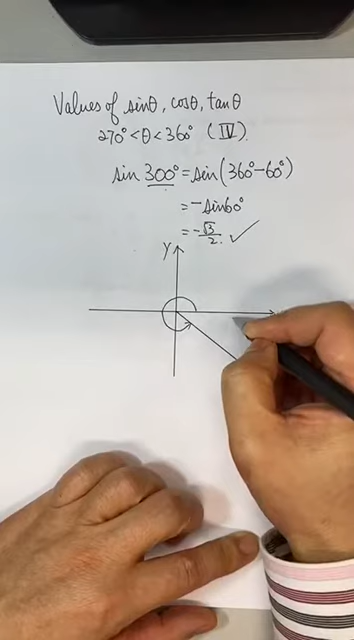 Values of sinθ, cosθ, tanθ
270° < θ < 360° (IV)
sin 300° = sin(360°-60°)
= -sin60°
= -√3/2 ✓
Y